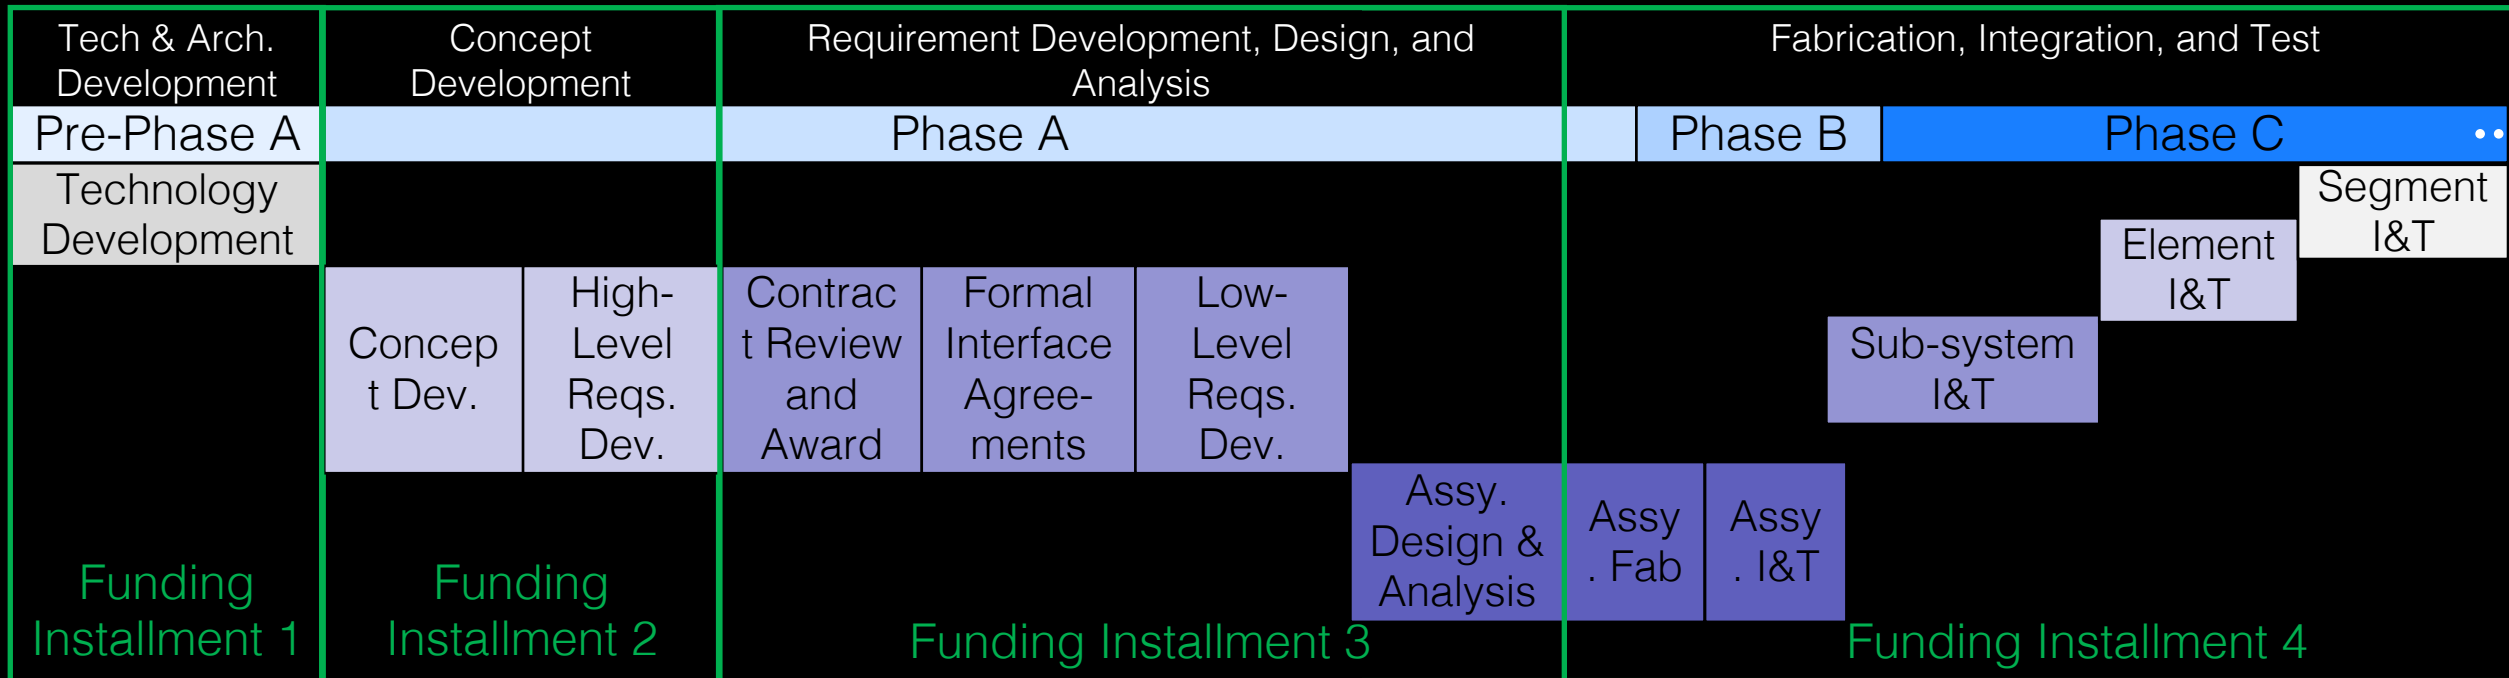 Tech & Arch.
Development
Concept
Development
Requirement Development, Design, and
Analysis
Fabrication, Integration, and Test
Pre-Phase A
Phase A
Phase B
Phase C
••
Technology
Development
Concep
t Dev.
High-
Level
Reqs.
Dev.
Contrac
t Review
and
Award
Formal
Interface
Agree-
ments
Low-
Level
Reqs.
Dev.
Assy.
Design &
Analysis
Assy
. Fab
Assy
. I&T
Sub-system
I&T
Element
I&T
Segment
I&T
Funding
Installment 1
Funding
Installment 2
Funding Installment 3
Funding Installment 4